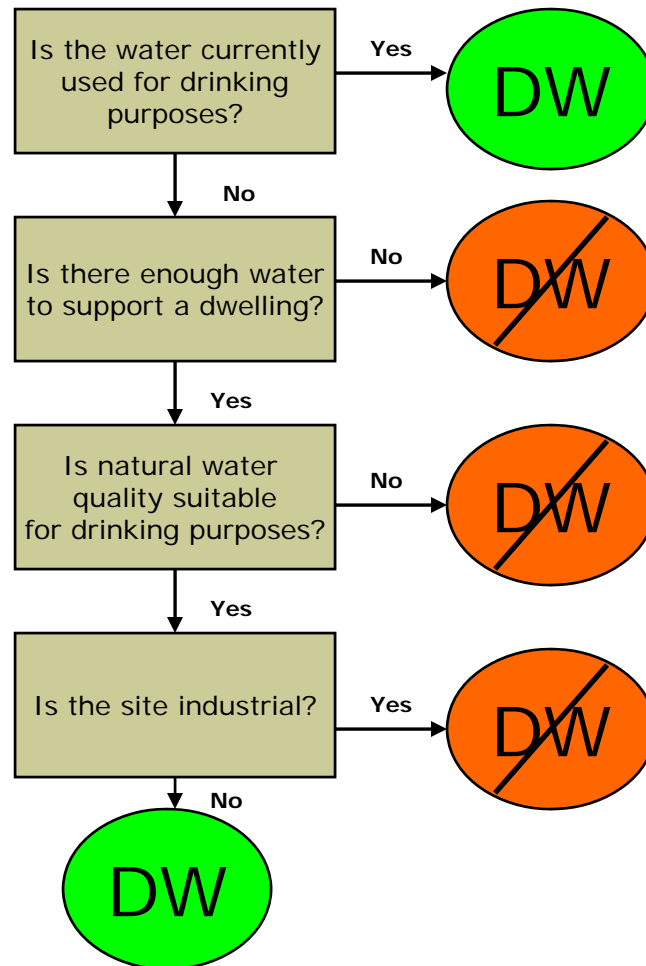 Is the water currently
used for drinking
purposes?
Yes
DW
No
Is there enough water
to support a dwelling?
No
DW
Yes
Is natural water
quality suitable
for drinking purposes?
No
DW
Yes
Is the site industrial?
Yes
DW
No
DW